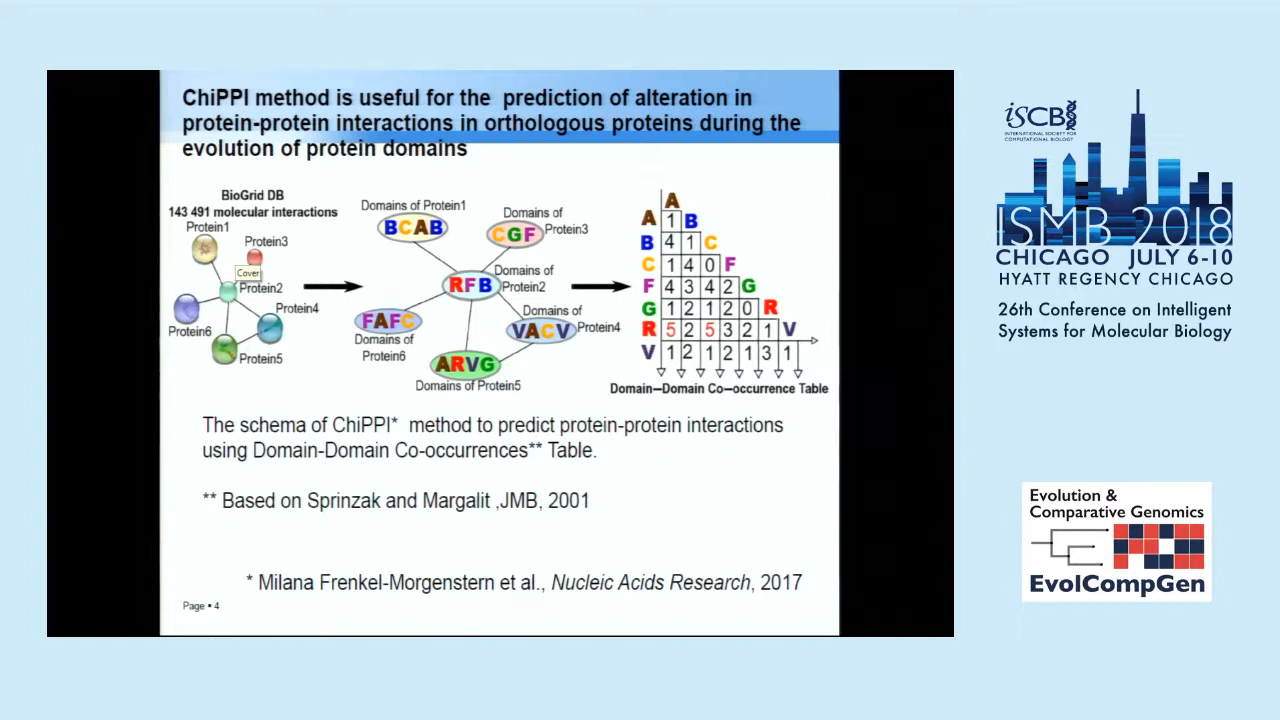 ChiPPI method is useful for the prediction of alteration in
protein-protein interactions in orthologous proteins during the
evolution of protein domains
BioGrid DB
143 491 molecular interactions
Protein1
Protein3
Cover
Protein2
Protein4
Protein6
Protein5
Domains of Protein1
BCAB
Domains of
Protein3
CGF
Domains of
Protein2
RFB
FAFC
Domains of
Protein6
Domains of
Protein4
VACV
ARVG
Domains of Protein5
A
A 1 B
B 4 1 C
C 1 4 0 F
F 4 3 4 2 G
G 1 2 1 2 0 R
R 5 2 5 3 2 1 V
V 1 2 1 2 1 3 1
Domain–Domain Co-occurrence Table
The schema of ChiPPI* method to predict protein-protein interactions
using Domain-Domain Co-occurrences** Table.
** Based on Sprinzak and Margalit ,JMB, 2001
* Milana Frenkel-Morgenstern et al., Nucleic Acids Research, 2017
Page ▪ 4
iSCB
INTERNATIONAL SOCIETY FOR
COMPUTATIONAL BIOLOGY
ISMB 2018
CHICAGO JULY 6-10
HYATT REGENCY CHICAGO
26th Conference on Intelligent
Systems for Molecular Biology
Evolution &
Comparative Genomics
EvolCompGen